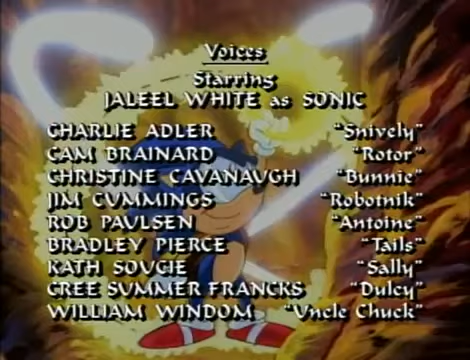 Voices
Starring
JALEEL WHITE as SONIC
CHARLIE ADLER "Snively"
CAM BRAINARD "Rotor"
CHRISTINE CAVANAUGH "Bunnie"
JIM CUMMINGS "Robotnik"
ROB PAULSEN "Antoine"
BRADLEY PIERCE "Tails"
KATH SOUCIE "Sally"
CREE SUMMER FRANCKS "Dulcy"
WILLIAM WINDOM "Uncle Chuck"